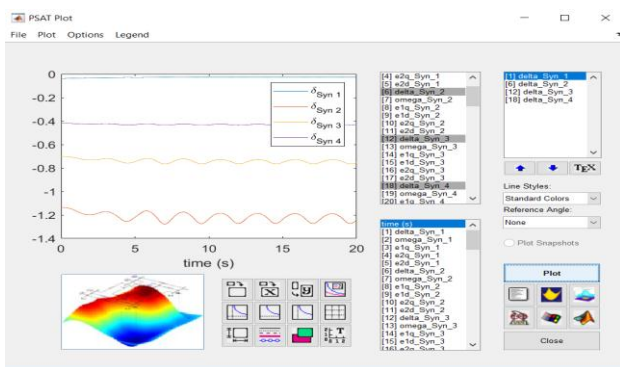 PSAT Plot
File Plot Options Legend
0
-0.2
-0.4
-0.6
-0.8
-1
-1.2
-1.4
0 5 10 15 20
time (s)
δSyn 1
δSyn 2
δSyn 3
δSyn 4
[4] e2q_Syn_1
[5] e2d_Syn_1
[6] delta_Syn_2
[7] omega_Syn_2
[8] e1q_Syn_2
[9] e1d_Syn_2
[10] e2q_Syn_2
[11] e2d_Syn_2
[12] delta_Syn_3
[13] omega_Syn_3
[14] e1q_Syn_3
[15] e1d_Syn_3
[16] e2q_Syn_3
[17] e2d_Syn_3
[18] delta_Syn_4
[19] omega_Syn_4
[20] e1q_Syn_4
time (s)
[1] delta_Syn_1
[2] omega_Syn_1
[3] e1q_Syn_1
[4] e2q_Syn_1
[5] e2d_Syn_1
[6] delta_Syn_2
[7] omega_Syn_2
[8] e1q_Syn_2
[9] e1d_Syn_2
[10] e2q_Syn_2
[11] e2d_Syn_2
[12] delta_Syn_3
[13] omega_Syn_3
[14] e1q_Syn_3
[15] e1d_Syn_3
[16] e2q_Syn_3
[1] delta_Syn_1
[6] delta_Syn_2
[12] delta_Syn_3
[18] delta_Syn_4
TEX
Line Styles:
Standard Colors
Reference Angle:
None
Plot Snapshots
Plot
Close